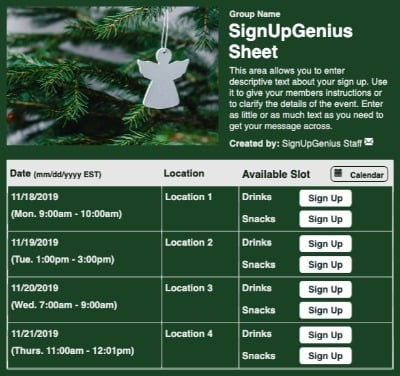 Group Name
SignUpGenius
Sheet
This area allows you to enter
descriptive text about your sign up. Use
it to give your members instructions or
to clarify the details of the event. Enter
as little or as much text as you need to
get your message across.
Created by: SignUpGenius Staff
Date (mm/dd/yyyy EST) Location Available Slot Calendar
11/18/2019 Location 1 Drinks Sign Up
(Mon. 9:00am - 10:00am) Snacks Sign Up
11/19/2019 Location 2 Drinks Sign Up
(Tue. 1:00pm - 3:00pm) Snacks Sign Up
11/20/2019 Location 3 Drinks Sign Up
(Wed. 7:00am - 9:00am) Snacks Sign Up
11/21/2019 Location 4 Drinks Sign Up
(Thurs. 11:00am - 12:01pm) Snacks Sign Up